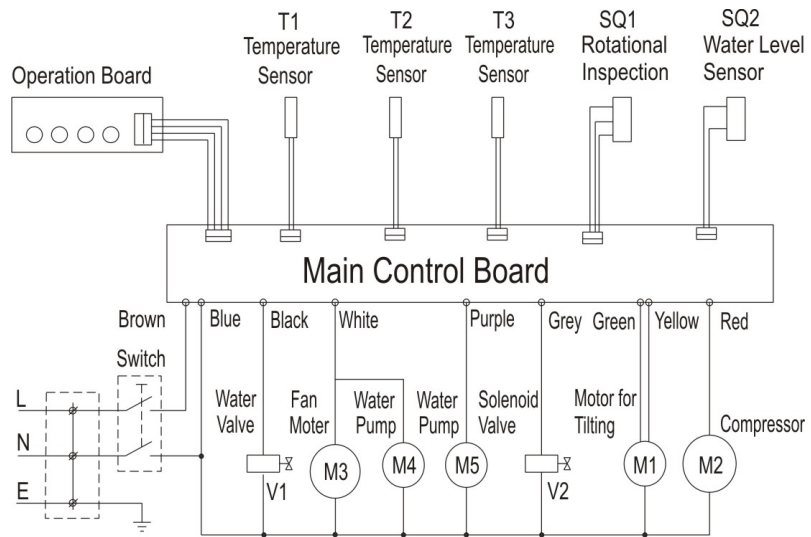 T1
Temperature
Sensor
T2
Temperature
Sensor
T3
Temperature
Sensor
SQ1
Rotational
Inspection
SQ2
Water Level
Sensor
Operation Board
Main Control Board
Brown
Blue
Black
White
Purple
Grey
Green
Yellow
Red
Switch
L
N
E
Water
Valve
V1
Fan
Moter
M3
Water
Pump
M4
Water
Pump
M5
Solenoid
Valve
V2
Motor for
Tilting
M1
Compressor
M2